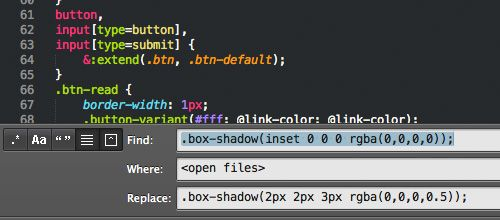 60 }
61 button,
62 input[type=button],
63 input[type=submit] {
64 &:extend(.btn, .btn-default);
65 }
66 .btn-read {
67 border-width: 1px;
68 .button-variant(#fff; @link-color; @link-color);
.* Aa “” Find: .box-shadow(inset 0 0 0 rgba(0,0,0,0));
Where: <open files>
Replace: .box-shadow(2px 2px 3px rgba(0,0,0,0.5));